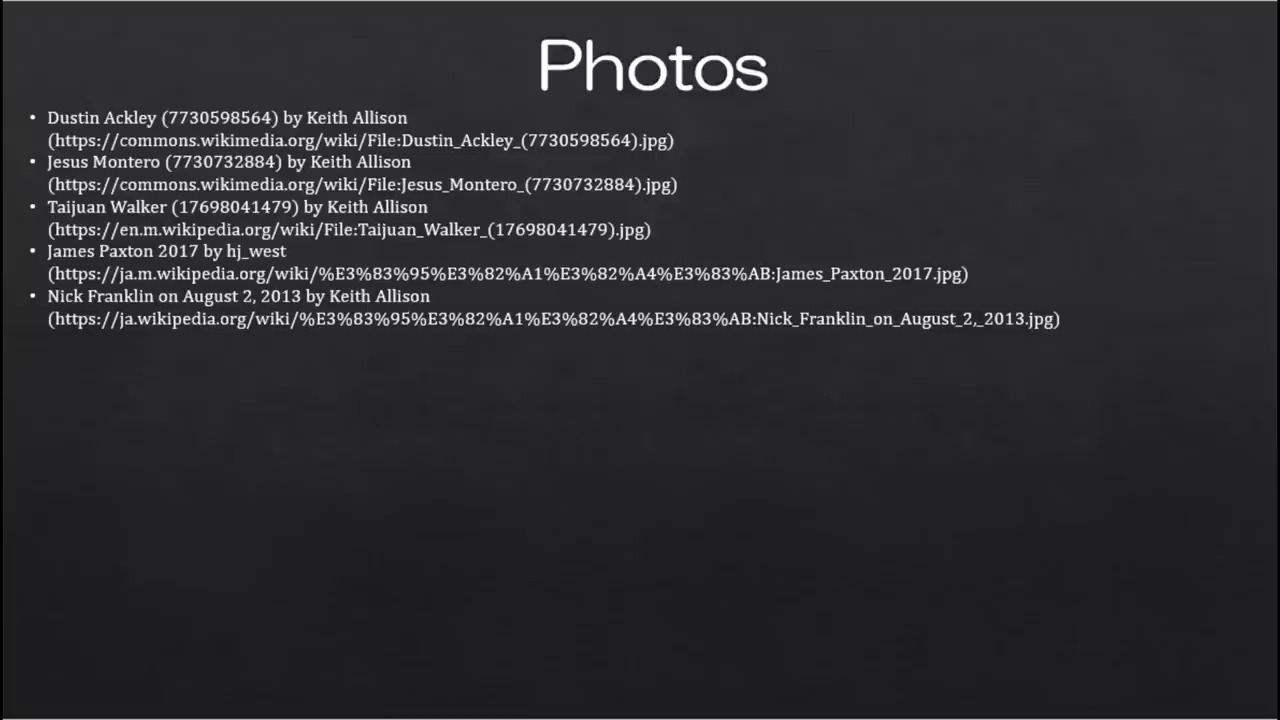 Photos
• Dustin Ackley (7730598564) by Keith Allison
(https://commons.wikimedia.org/wiki/File:Dustin_Ackley_(7730598564).jpg)
• Jesus Montero (7730732884) by Keith Allison
(https://commons.wikimedia.org/wiki/File:Jesus_Montero_(7730732884).jpg)
• Taijuan Walker (17698041479) by Keith Allison
(https://en.m.wikipedia.org/wiki/File:Taijuan_Walker_(17698041479).jpg)
• James Paxton 2017 by hj_west
(https://ja.m.wikipedia.org/wiki/%E3%83%95%E3%82%A1%E3%82%A4%E3%83%AB:James_Paxton_2017.jpg)
• Nick Franklin on August 2, 2013 by Keith Allison
(https://ja.wikipedia.org/wiki/%E3%83%95%E3%82%A1%E3%82%A4%E3%83%AB:Nick_Franklin_on_August_2,_2013.jpg)